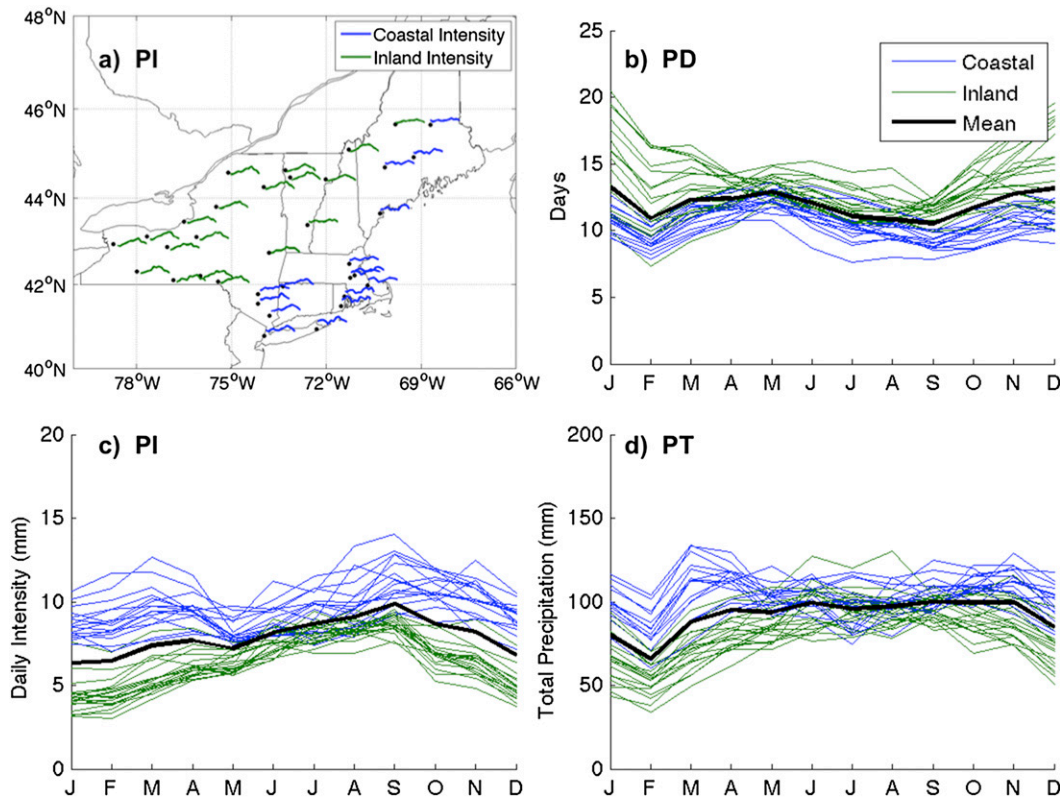 a) PI
Coastal Intensity
Inland Intensity
48°N
46°N
44°N
42°N
40°N
78°W 75°W 72°W 69°W 66°W
b) PD
Coastal
Inland
Mean
Days
25
20
15
10
5
0
J F M A M J J A S O N D
c) PI
Daily Intensity (mm)
20
15
10
5
0
J F M A M J J A S O N D
d) PT
Total Precipitation (mm)
200
150
100
50
0
J F M A M J J A S O N D